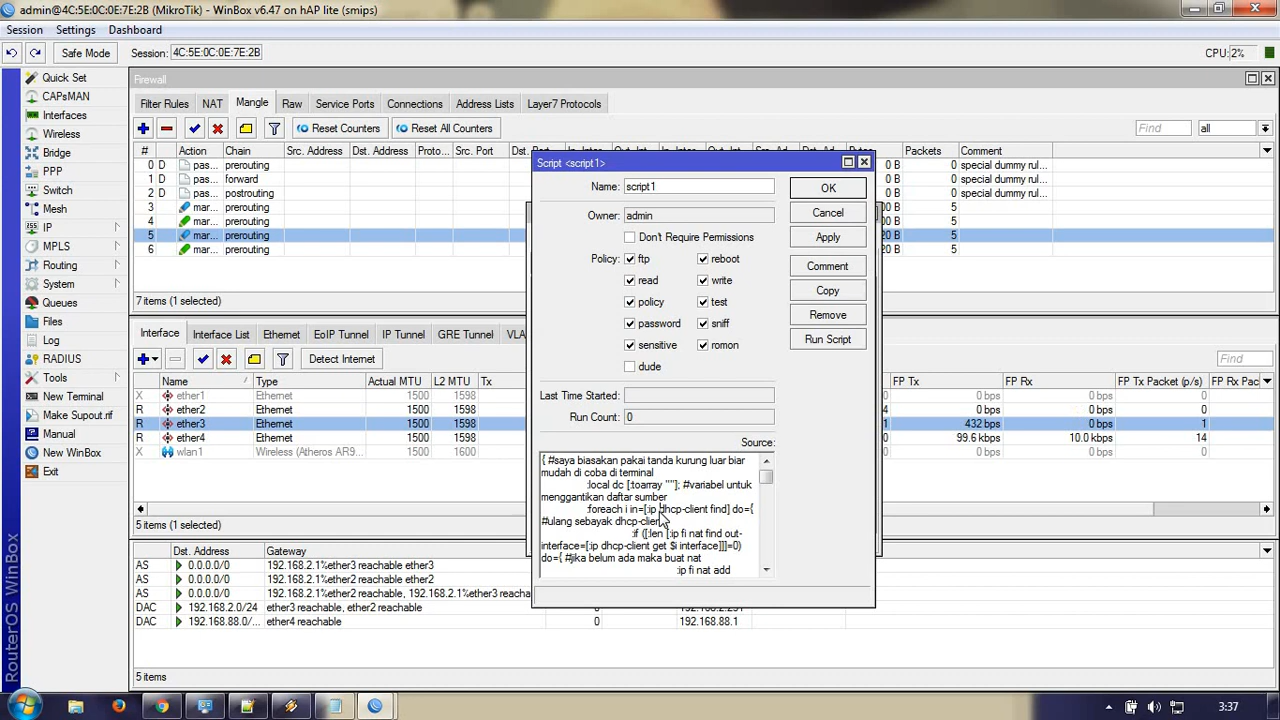 admin@4C:5E:0C:0E:7E:2B (MikroTik) - WinBox v6.47 on hAP lite (smips)
Session Settings Dashboard
Safe Mode Session: 4C:5E:0C:0E:7E:2B CPU: 2%
Quick Set
CAPsMAN
Interfaces
Wireless
Bridge
PPP
Switch
Mesh
IP
MPLS
Routing
System
Queues
Files
Log
RADIUS
Tools
New Terminal
Make Supout.rif
Manual
New WinBox
Exit
RouterOS WinBox
Firewall
Filter Rules NAT Mangle Raw Service Ports Connections Address Lists Layer7 Protocols
Reset Counters Reset All Counters Find all
# Action Chain Src. Address Dst. Address Proto... Src. Port Packets Comment
0 D pas... prerouting 0 B 0 special dummy rul...
1 D pas... forward 0 B 0 special dummy rul...
2 D pas... postrouting 0 B 0 special dummy rul...
3 mar... prerouting 0 B 5
4 mar... prerouting 0 B 5
5 mar... prerouting 0 B 5
6 mar... prerouting 0 B 5
7 items (1 selected)
Interface Interface List Ethernet EoIP Tunnel IP Tunnel GRE Tunnel VLA
Detect Internet Find
Name Type Actual MTU L2 MTU Tx FP Tx FP Rx FP Tx Packet (p/s) FP Rx Pac
X ether1 Ethernet 1500 1598 0 bps 0 bps 0
R ether2 Ethernet 1500 1598 4 0 bps 0 bps 0
R ether3 Ethernet 1500 1598 1 432 bps 0 bps 1
R ether4 Ethernet 1500 1598 99.6 kbps 10.0 kbps 14
X wlan1 Wireless (Atheros AR9... 1500 1600 0 bps 0 bps 0
5 items (1 selected)
Dst. Address Gateway
AS 0.0.0.0/0 192.168.2.1%ether3 reachable ether3
AS 0.0.0.0/0 192.168.2.1%ether2 reachable ether2
AS 0.0.0.0/0 192.168.2.1%ether2 reachable, 192.168.2.1%ether3 r
DAC 192.168.2.0/24 ether3 reachable, ether2 reachable 0
DAC 192.168.88.0/... ether4 reachable 0 192.168.88.1
5 items
Script <script1>
Name: script1
Owner: admin
Don't Require Permissions
Policy: ftp reboot
read write
policy test
password sniff
sensitive romon
dude
Last Time Started:
Run Count: 0
Source:
{ #saya biasakan pakai tanda kurung luar biar
mudah di coba di terminal
:local dc [:toarray ""]; #variabel untuk
menggantikan daftar sumber
:foreach i in=[:ip dhcp-client find] do={
#ulang sebayak dhcp-client
:if ([:len [:ip fi nat find out-
interface=[:ip dhcp-client get $i interface]]]=0)
do={ #jika belum ada maka buat nat
:ip fi nat add
OK
Cancel
Apply
Comment
Copy
Remove
Run Script
3:37